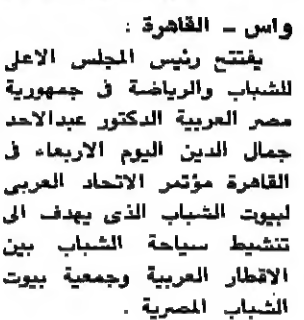 واس ـ القاهرة :
يفتتح رئيس المجلس الاعلى
للشباب والرياضة فى جمهورية
مصر العربية الدكتور عبدالاحد
جمال الدين اليوم الاربعاء فى
القاهرة مؤتمر الاتحاد العربى
لبيوت الشباب الذى يهدف الى
تنشيط سياحة الشباب بين
الاقطار العربية وجمعية بيوت
الشباب المصرية .